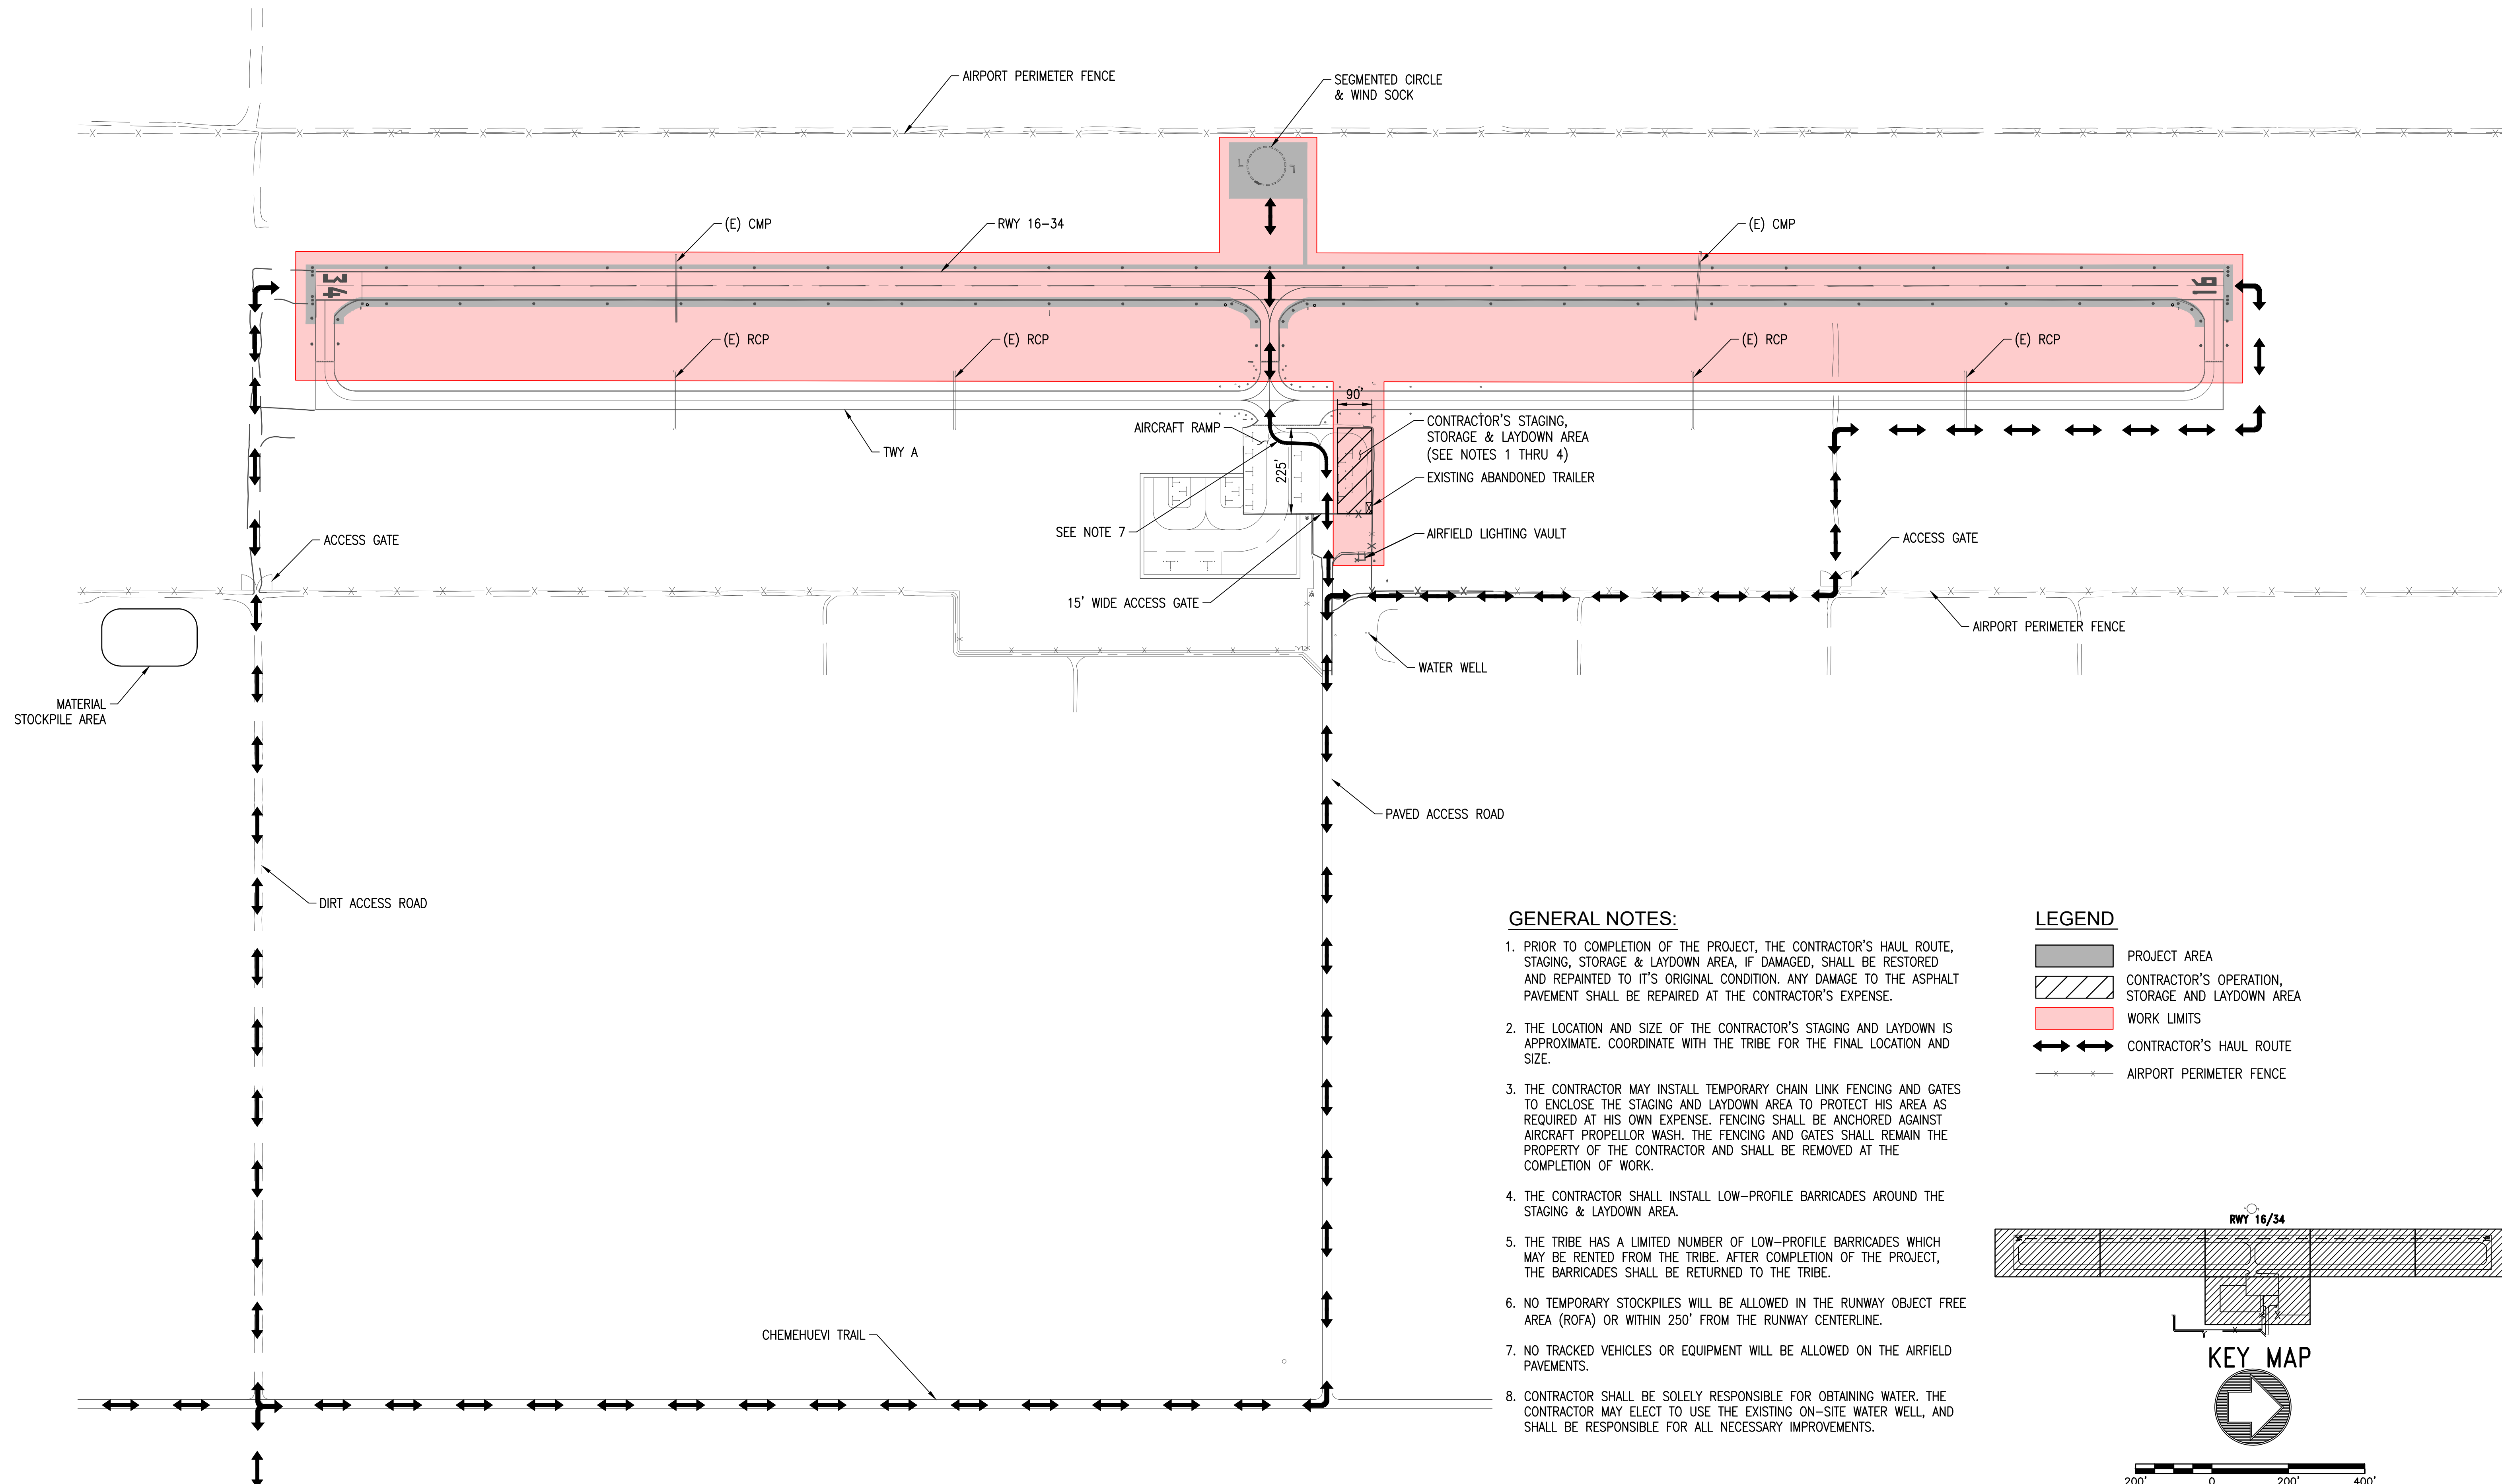 AIRPORT PERIMETER FENCE
SEGMENTED CIRCLE
& WIND SOCK
(E) CMP
RWY 16-34
(E) CMP
34
16
(E) RCP
(E) RCP
(E) RCP
(E) RCP
90'
AIRCRAFT RAMP
CONTRACTOR'S STAGING,
STORAGE & LAYDOWN AREA
(SEE NOTES 1 THRU 4)
TWY A
225'
EXISTING ABANDONED TRAILER
SEE NOTE 7
AIRFIELD LIGHTING VAULT
ACCESS GATE
ACCESS GATE
15' WIDE ACCESS GATE
AIRPORT PERIMETER FENCE
WATER WELL
MATERIAL
STOCKPILE AREA
PAVED ACCESS ROAD
DIRT ACCESS ROAD
CHEMEHUEVI TRAIL
GENERAL NOTES:
1. PRIOR TO COMPLETION OF THE PROJECT, THE CONTRACTOR'S HAUL ROUTE,
STAGING, STORAGE & LAYDOWN AREA, IF DAMAGED, SHALL BE RESTORED
AND REPAINTED TO IT'S ORIGINAL CONDITION. ANY DAMAGE TO THE ASPHALT
PAVEMENT SHALL BE REPAIRED AT THE CONTRACTOR'S EXPENSE.
2. THE LOCATION AND SIZE OF THE CONTRACTOR'S STAGING AND LAYDOWN IS
APPROXIMATE. COORDINATE WITH THE TRIBE FOR THE FINAL LOCATION AND
SIZE.
3. THE CONTRACTOR MAY INSTALL TEMPORARY CHAIN LINK FENCING AND GATES
TO ENCLOSE THE STAGING AND LAYDOWN AREA TO PROTECT HIS AREA AS
REQUIRED AT HIS OWN EXPENSE. FENCING SHALL BE ANCHORED AGAINST
AIRCRAFT PROPELLOR WASH. THE FENCING AND GATES SHALL REMAIN THE
PROPERTY OF THE CONTRACTOR AND SHALL BE REMOVED AT THE
COMPLETION OF WORK.
4. THE CONTRACTOR SHALL INSTALL LOW-PROFILE BARRICADES AROUND THE
STAGING & LAYDOWN AREA.
5. THE TRIBE HAS A LIMITED NUMBER OF LOW-PROFILE BARRICADES WHICH
MAY BE RENTED FROM THE TRIBE. AFTER COMPLETION OF THE PROJECT,
THE BARRICADES SHALL BE RETURNED TO THE TRIBE.
6. NO TEMPORARY STOCKPILES WILL BE ALLOWED IN THE RUNWAY OBJECT FREE
AREA (ROFA) OR WITHIN 250' FROM THE RUNWAY CENTERLINE.
7. NO TRACKED VEHICLES OR EQUIPMENT WILL BE ALLOWED ON THE AIRFIELD
PAVEMENTS.
8. CONTRACTOR SHALL BE SOLELY RESPONSIBLE FOR OBTAINING WATER. THE
CONTRACTOR MAY ELECT TO USE THE EXISTING ON-SITE WATER WELL, AND
SHALL BE RESPONSIBLE FOR ALL NECESSARY IMPROVEMENTS.
LEGEND
PROJECT AREA
CONTRACTOR'S OPERATION,
STORAGE AND LAYDOWN AREA
WORK LIMITS
CONTRACTOR'S HAUL ROUTE
AIRPORT PERIMETER FENCE
RWY 16/34
KEY MAP
200' 0 200' 400'